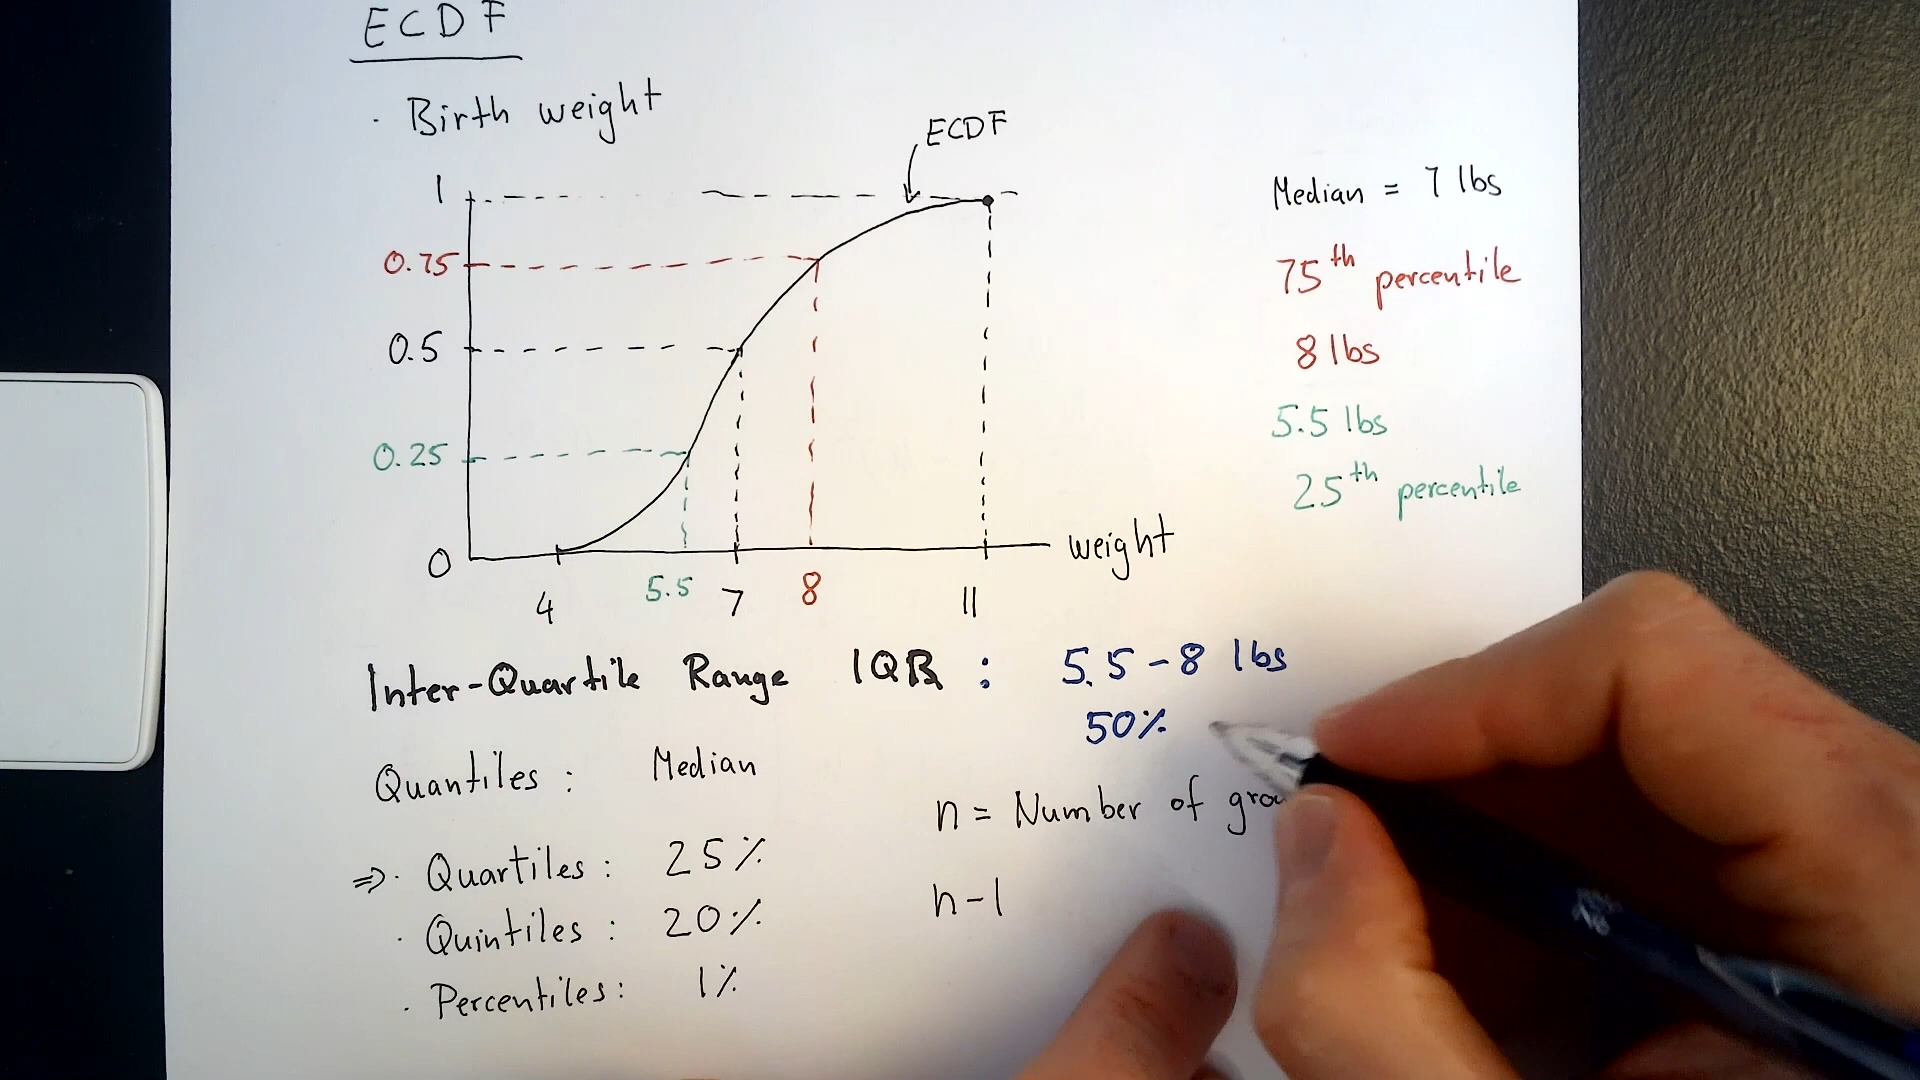 ECDF
· Birth weight
ECDF
1
0.75
0.5
0.25
0
4
5.5
7
8
11
weight
Median = 7 lbs
75th percentile
8 lbs
5.5 lbs
25th percentile
Inter-Quartile Range IQR : 5.5-8 lbs
50%
Quantiles : Median
n = Number of
⇒ · Quartiles : 25%
n-1
· Quintiles : 20%
· Percentiles: 1%